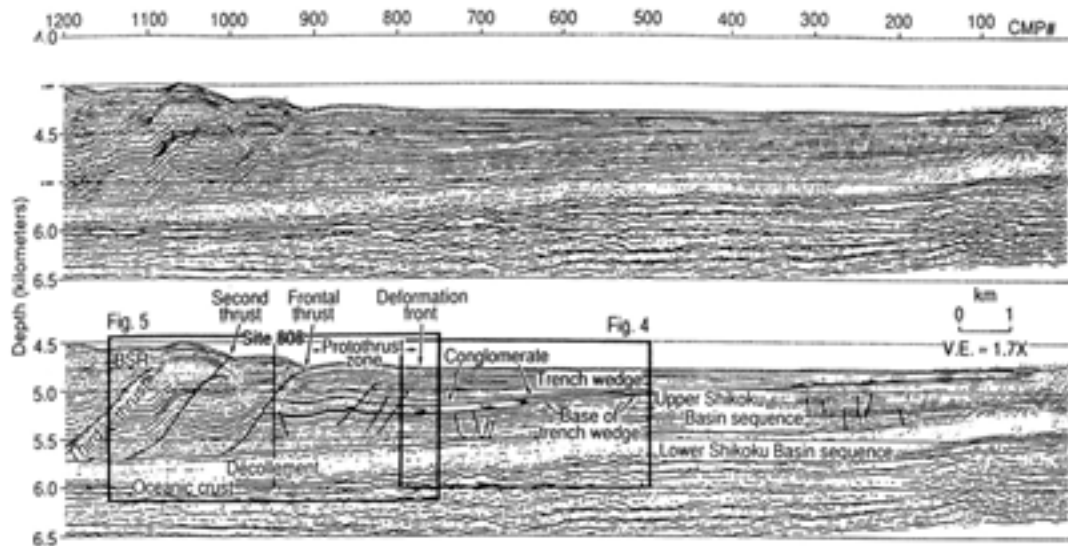 1200 1100 1000 900 800 700 600 500 400 300 200 100 CMP#
4.0
4.5
6.0
6.5
Depth (kilometers)
Second thrust
Frontal thrust
Deformation front
km
0 1
V.E. = 1.7X
Fig. 5
Site 808
Fig. 4
4.5
BSR
Protothrust zone
Conglomerate
Trench wedge
5.0
Upper Shikoku Basin sequence
Base of trench wedge
5.5
Lower Shikoku Basin sequence
Décollement
6.0
Oceanic crust
6.5